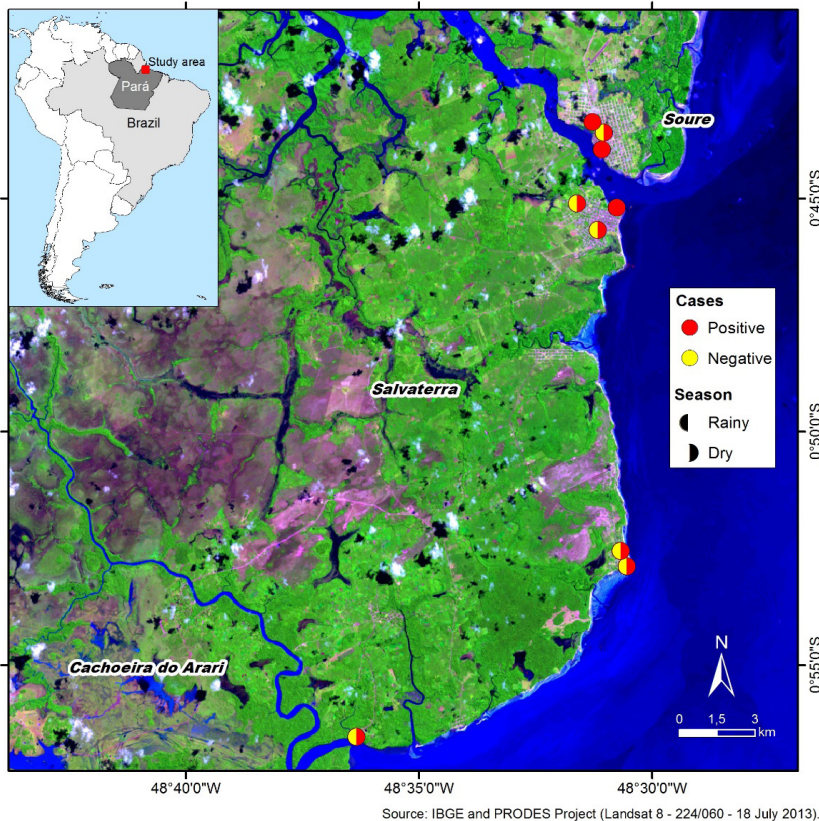 Study area
Pará
Brazil
Soure
0°45'0"S
Cases
Positive
Negative
Season
Rainy
Dry
Salvaterra
0°50'0"S
Cachoeira do Arari
0°55'0"S
N
0 1,5 3
km
48°40'0"W 48°35'0"W 48°30'0"W
Source: IBGE and PRODES Project (Landsat 8 - 224/060 - 18 July 2013).